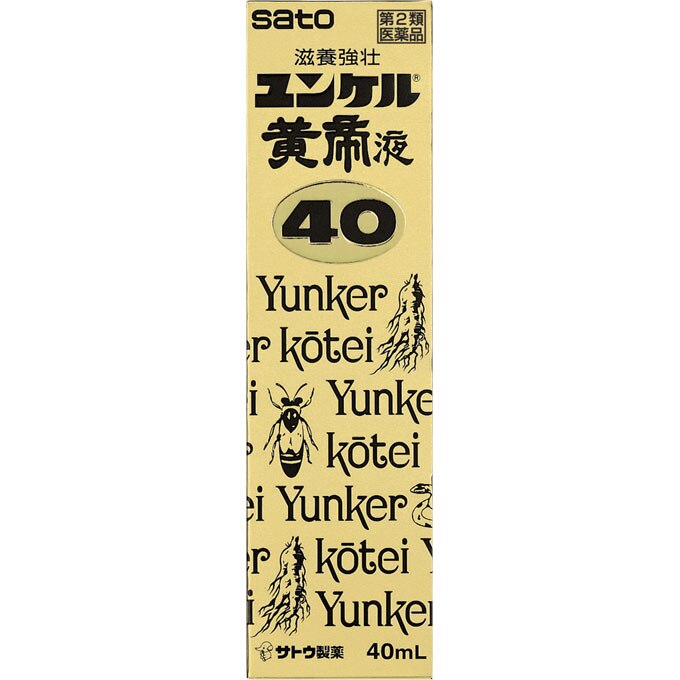 sato
第2類
医薬品
滋養強壮
ユンケル®
黄帝液
40
Yunker
er kōtei
i Yunke
kōtei
ei Yunker
er kōtei Y
i Yunker
サトウ製薬 40mL